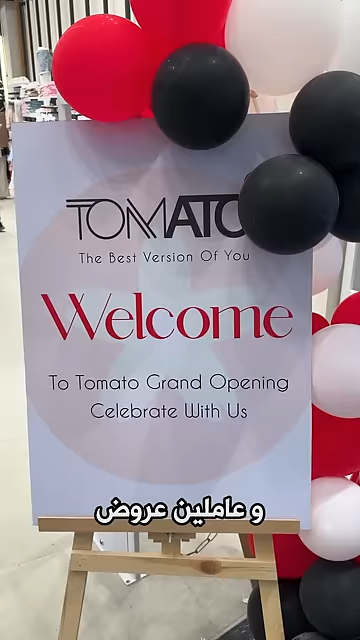 TOMATO
The Best Version Of You
Welcome
To Tomato Grand Opening
Celebrate With Us
و عاملين عروض